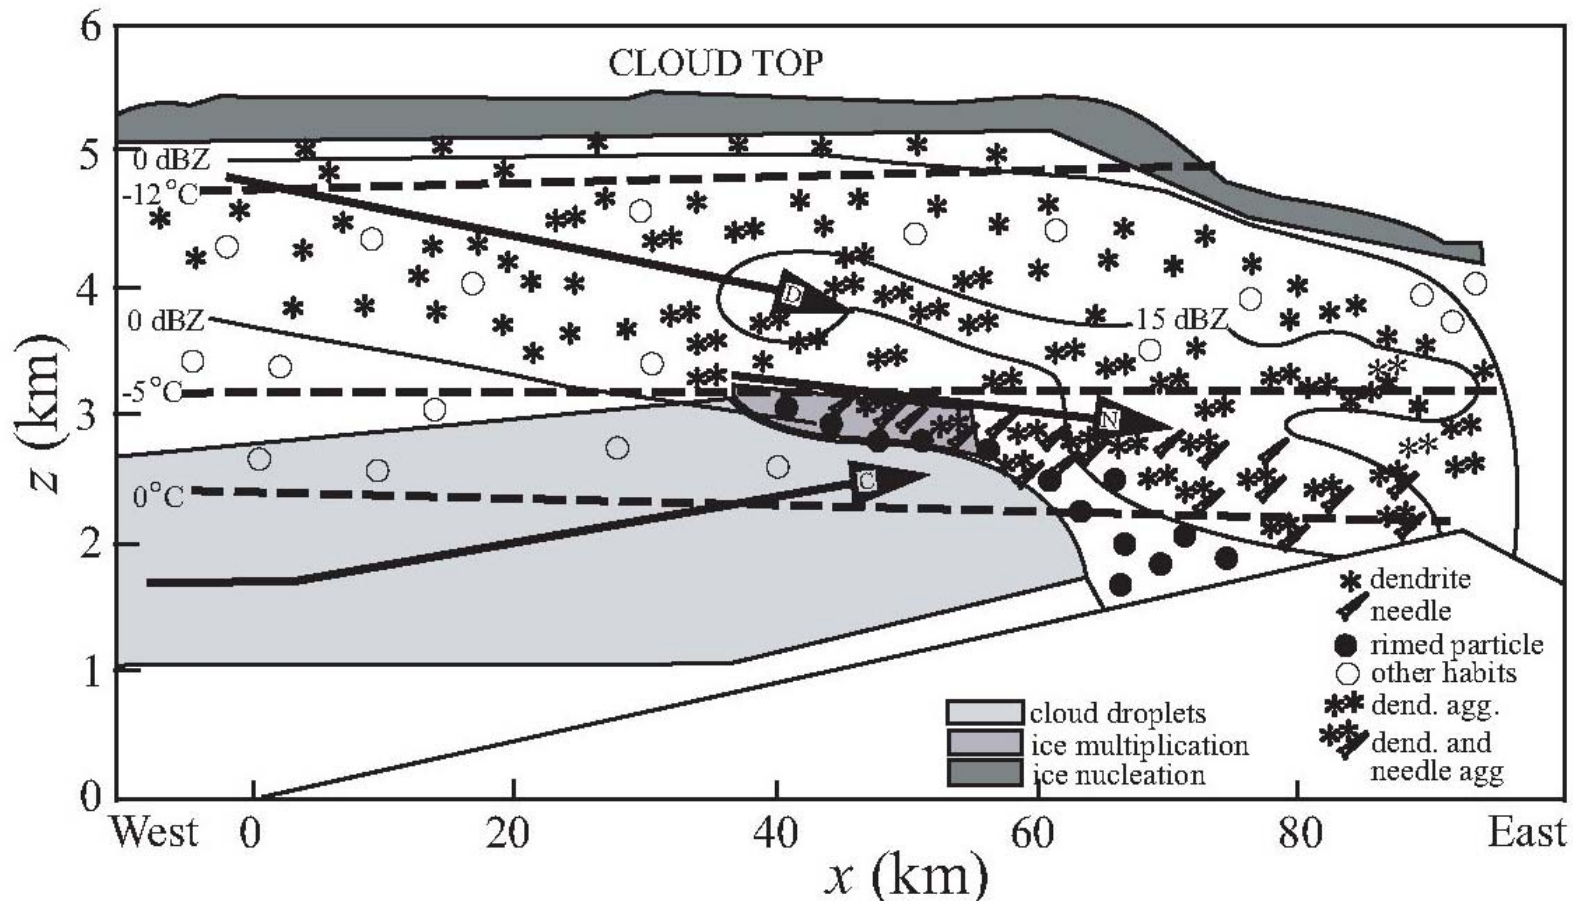 6
CLOUD TOP
5
0 dBZ
-12°C
D
4
0 dBZ
15 dBZ
z (km)
-5°C
3
N
C
0°C
2
dendrite
needle
rimed particle
1
other habits
cloud droplets
dend. agg.
ice multiplication
dend. and
needle agg
ice nucleation
0
West 0 20 40 60 80 East
x (km)